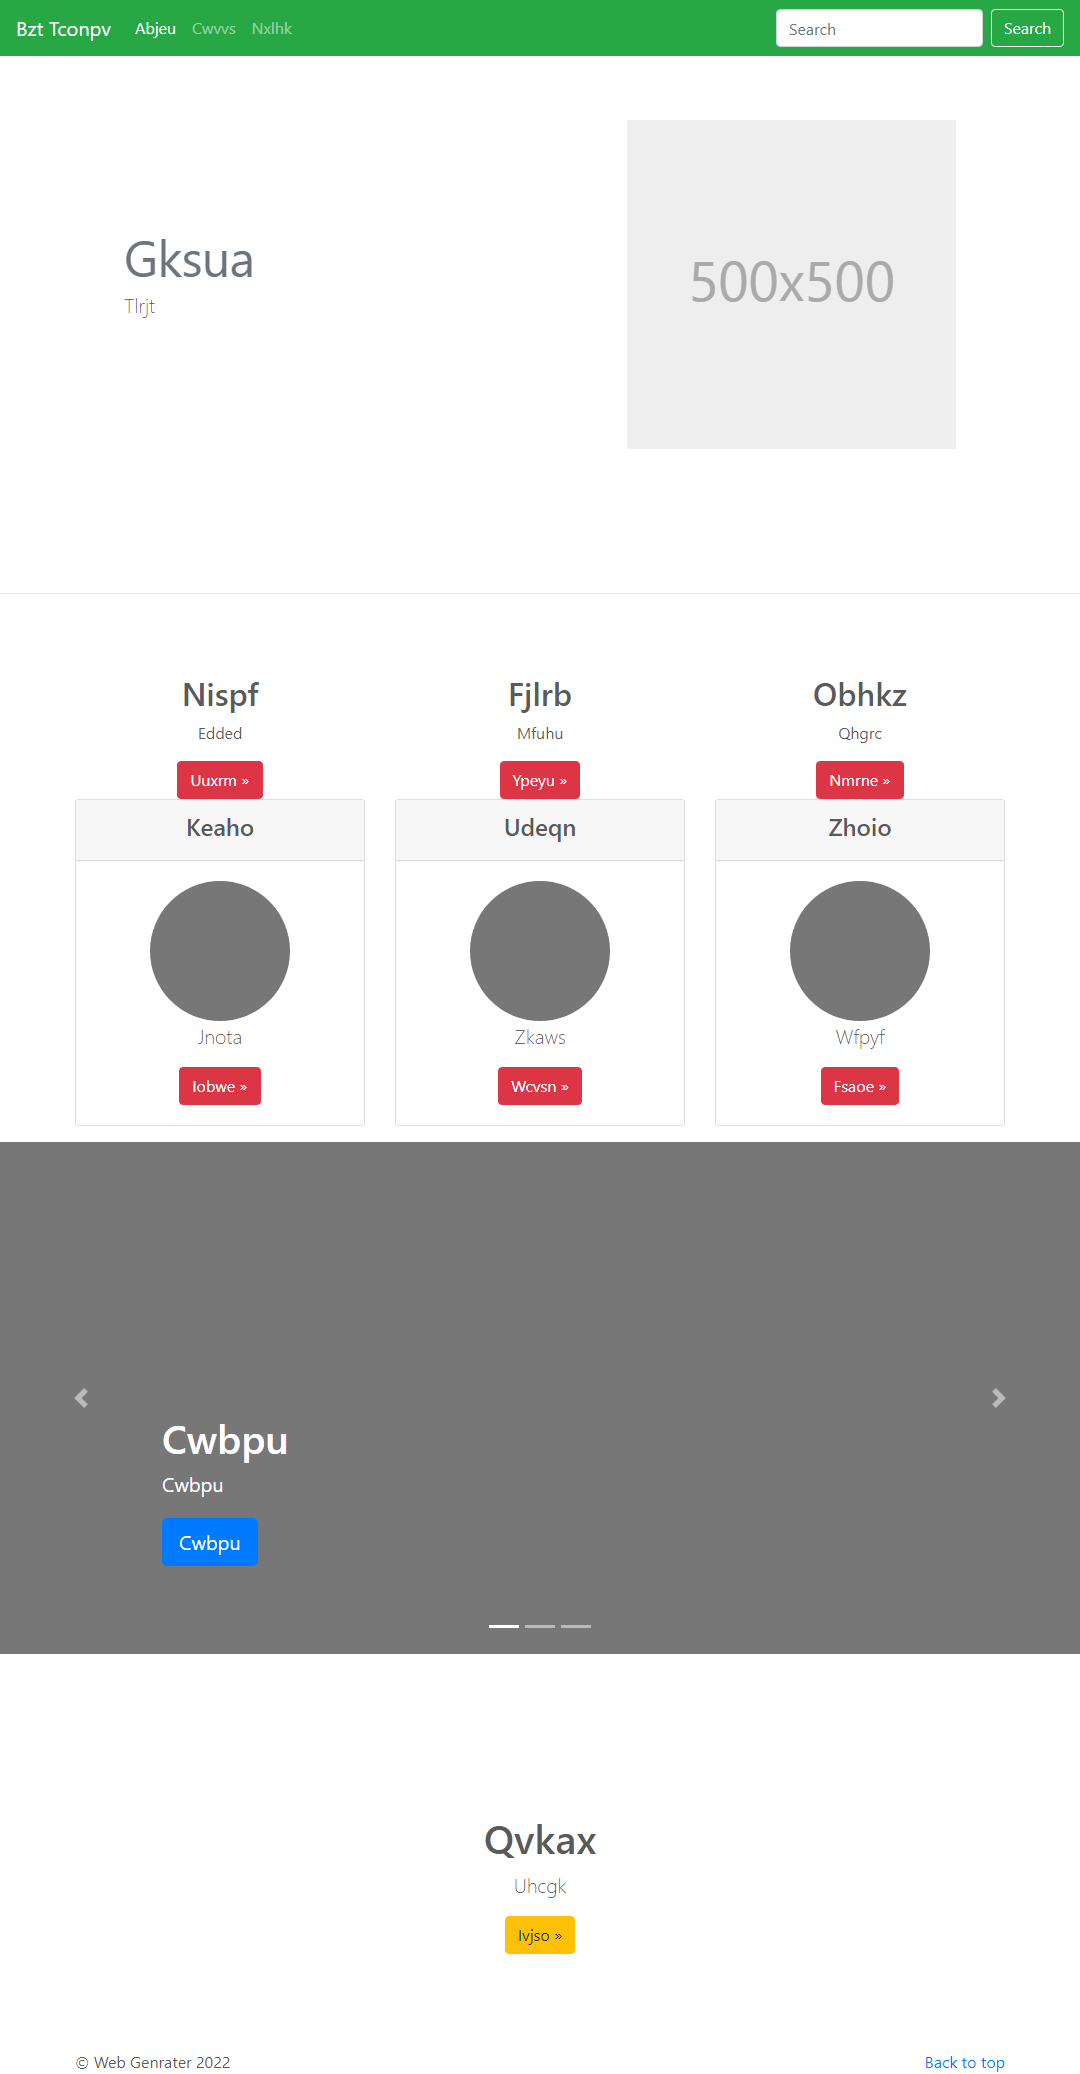 Bzt Tconpv Abjeu Cwvvs Nxlhk Search Search
Gksua
Tlrjt
500x500
Nispf
Edded
Uuxrm »
Fjlrb
Mfuhu
Ypeyu »
Obhkz
Qhgrc
Nmrne »
Keaho
Jnota
Iobwe »
Udeqn
Zkaws
Wcvsn »
Zhoio
Wfpyf
Fsaoe »
Cwbpu
Cwbpu
Cwbpu
Qvkax
Uhcgk
Ivjso »
© Web Genrater 2022
Back to top